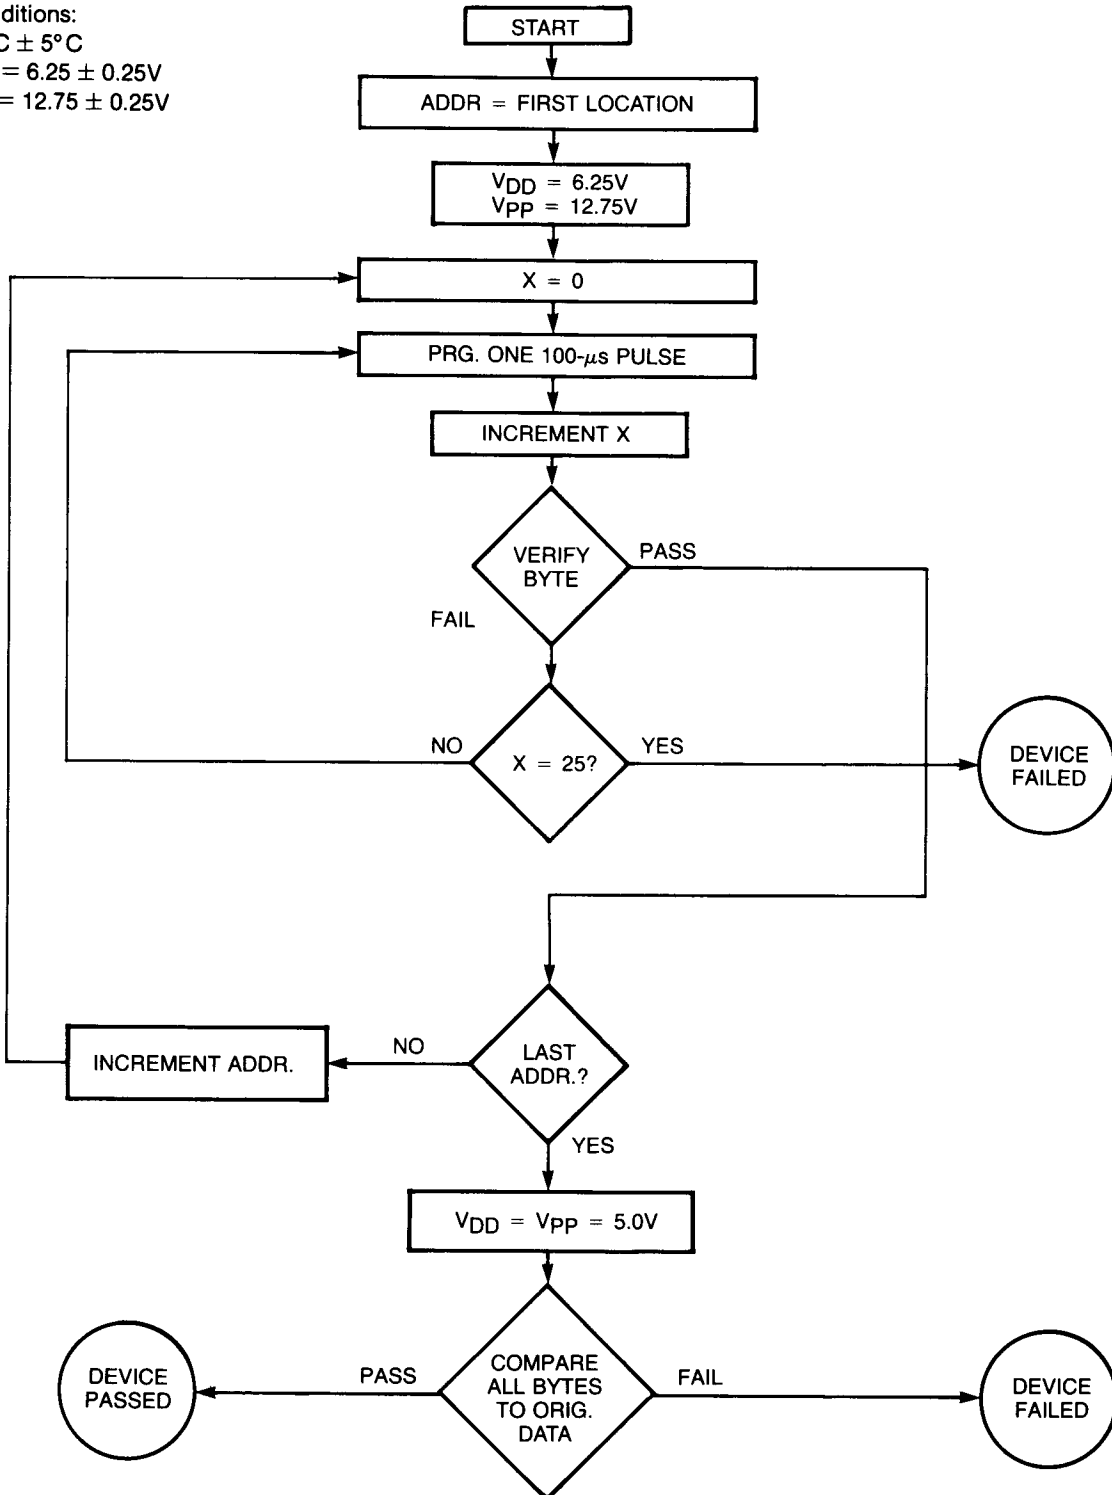 ditions:
C ± 5°C
= 6.25 ± 0.25V
= 12.75 ± 0.25V
START
ADDR = FIRST LOCATION
VDD = 6.25V
VPP = 12.75V
X = 0
PRG. ONE 100-μs PULSE
INCREMENT X
VERIFY
BYTE
PASS
FAIL
X = 25?
NO
YES
DEVICE
FAILED
LAST
ADDR.?
NO
INCREMENT ADDR.
YES
VDD = VPP = 5.0V
COMPARE
ALL BYTES
TO ORIG.
DATA
PASS
DEVICE
PASSED
FAIL
DEVICE
FAILED